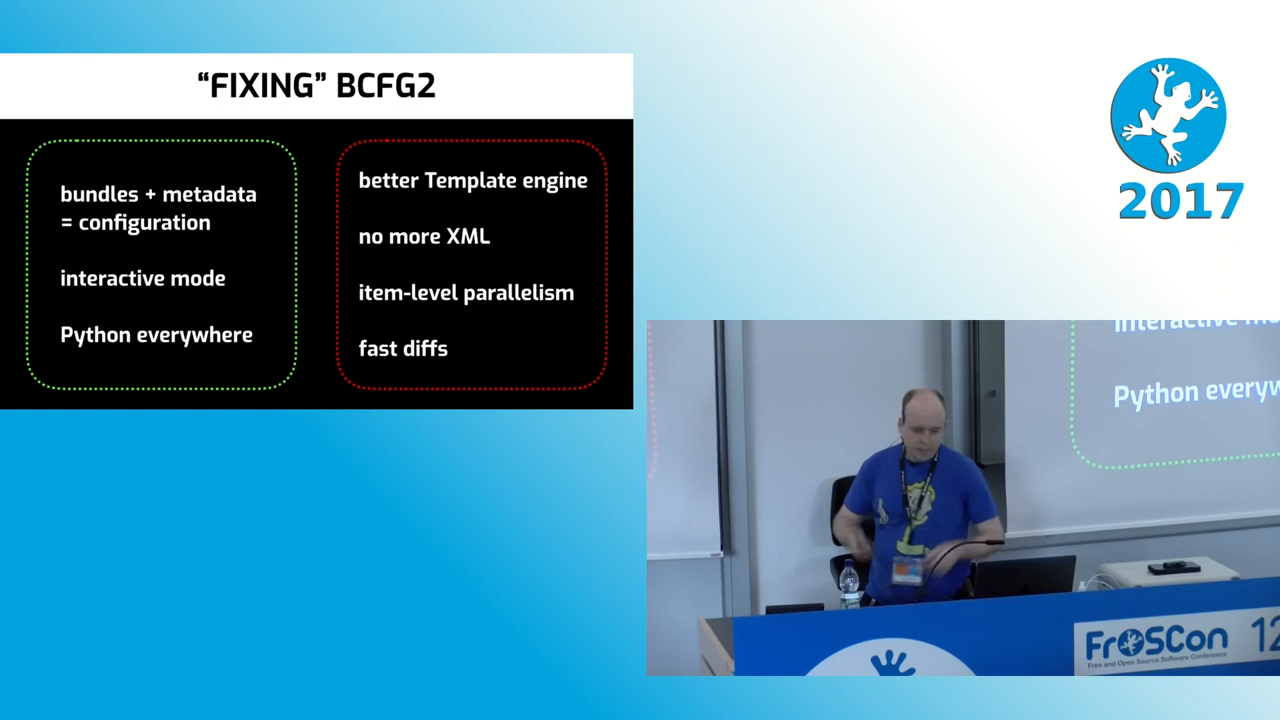 “FIXING” BCFG2
bundles + metadata
= configuration
interactive mode
Python everywhere
better Template engine
no more XML
item-level parallelism
fast diffs
2017
Python everyw
FrOSCon 12
Free and Open Source Software Conference